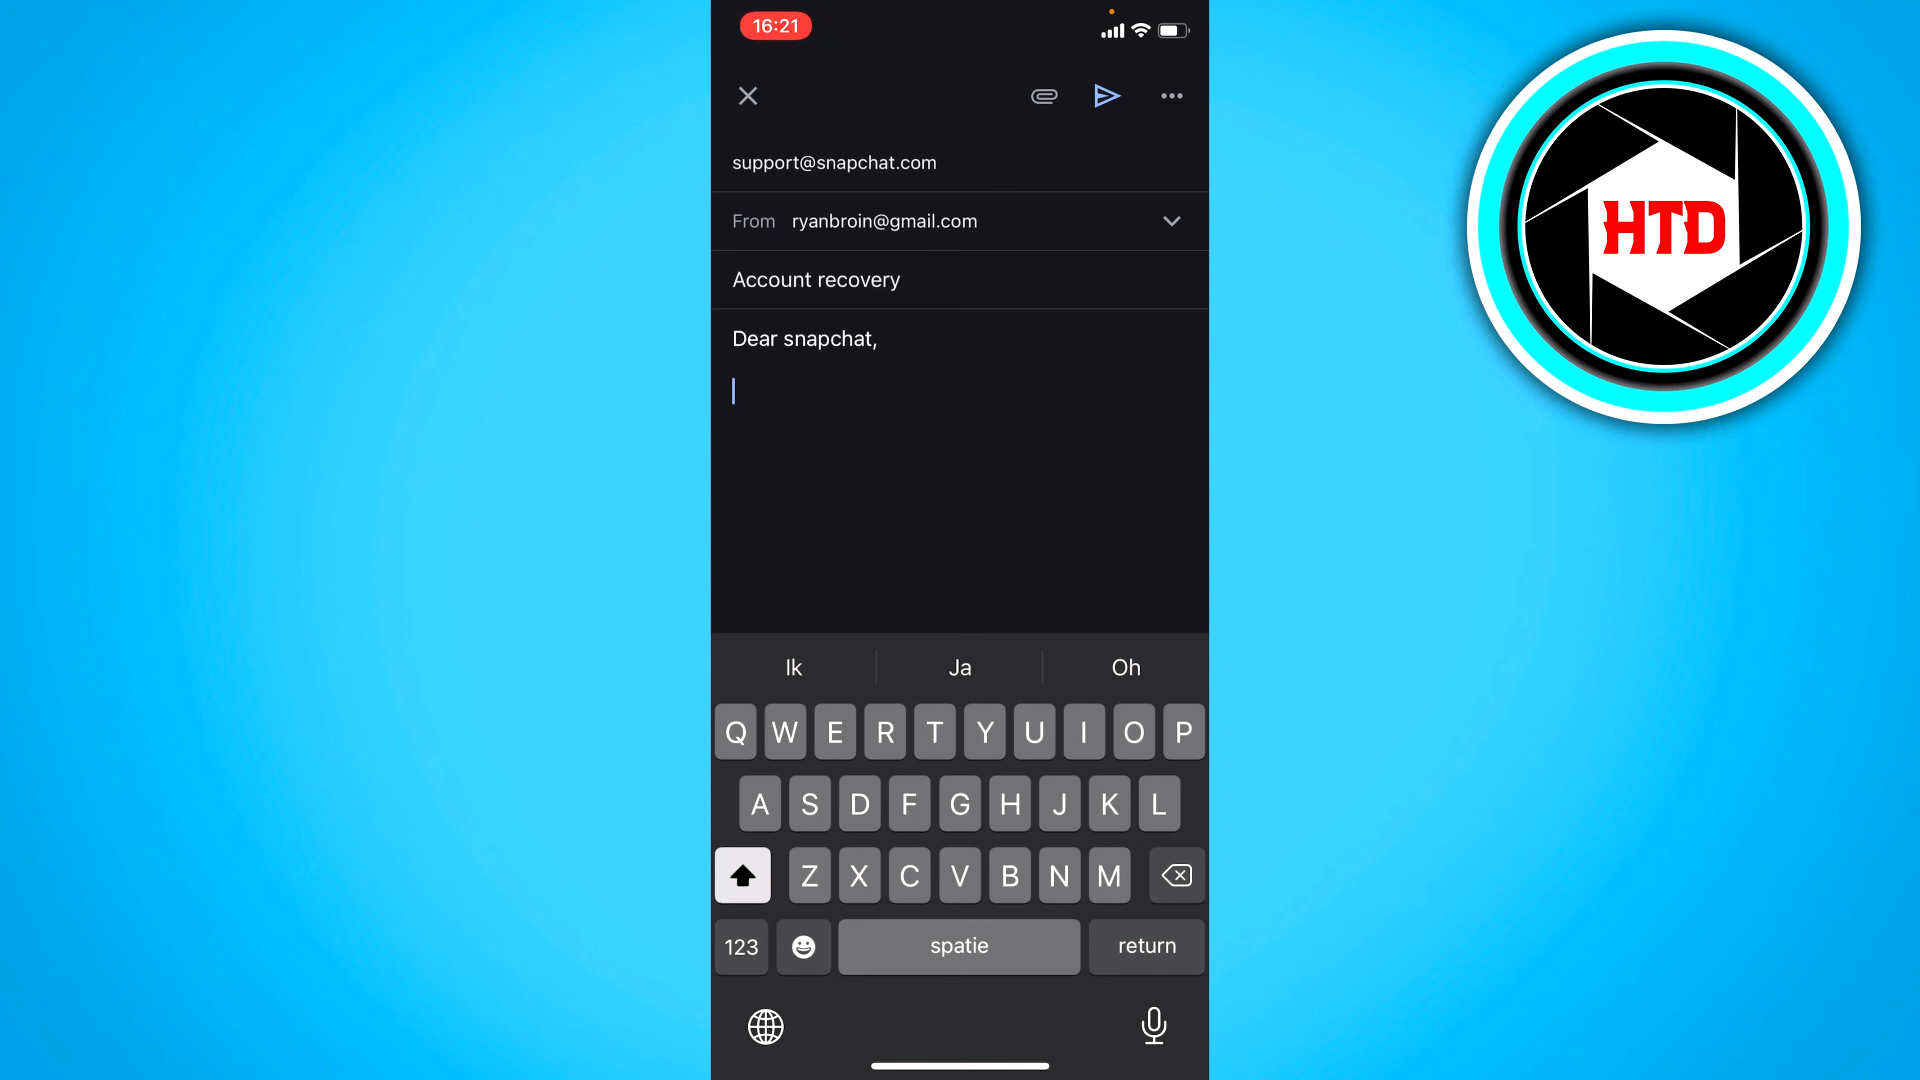 16:21
support@snapchat.com
From ryanbroin@gmail.com
Account recovery
Dear snapchat,
HTD
Ik Ja Oh
Q W E R T Y U I O P
A S D F G H J K L
Z X C V B N M
123 spatie return